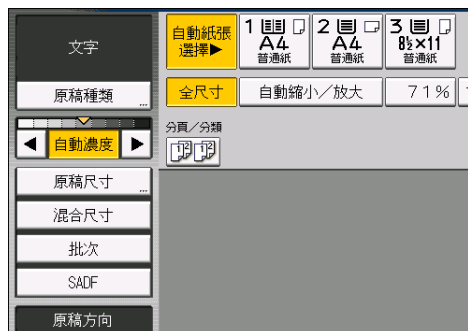 文字
原稿種類
自動濃度
原稿尺寸
混合尺寸
批次
SADF
原稿方向
自動紙張
選擇▶
1
A4
普通紙
2
A4
普通紙
3
8½×11
普通紙
全尺寸
自動縮小／放大
71%
分頁／分類